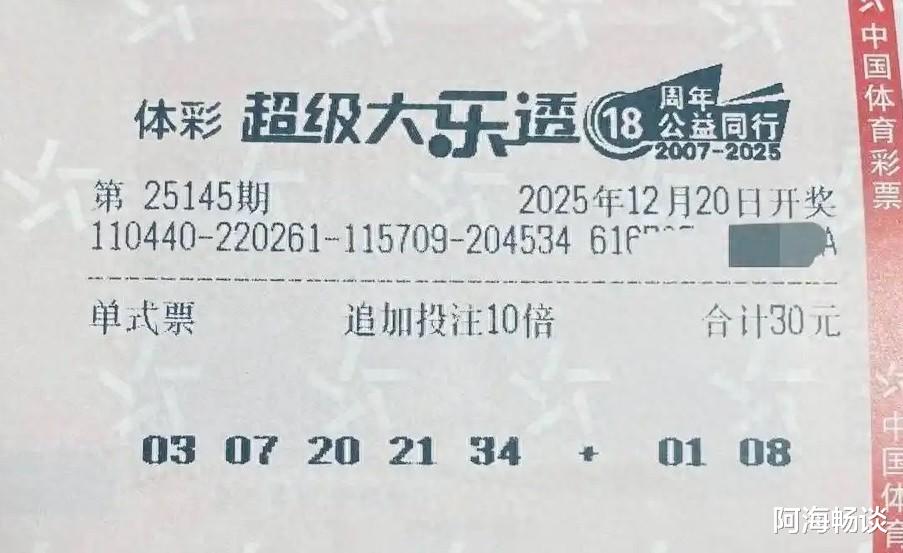 体彩 超级大乐透 18 周年
公益同行
2007-2025
第 25145期 2025年12月20日开奖
110440-220261-115709-204534 616 A
单式票 追加投注10倍 合计30元
03 07 20 21 34 + 01 08
中国体育彩票
中国体育
阿海畅谈